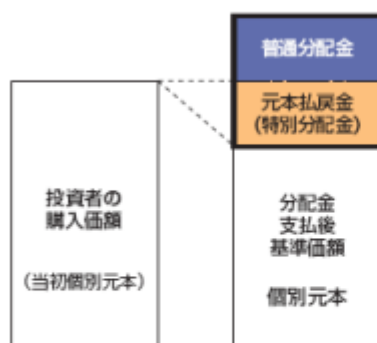 普通分配金
元本払戻金
(特別分配金)
投資者の
購入価額
(当初個別元本)
分配金
支払後
基準価額
個別元本